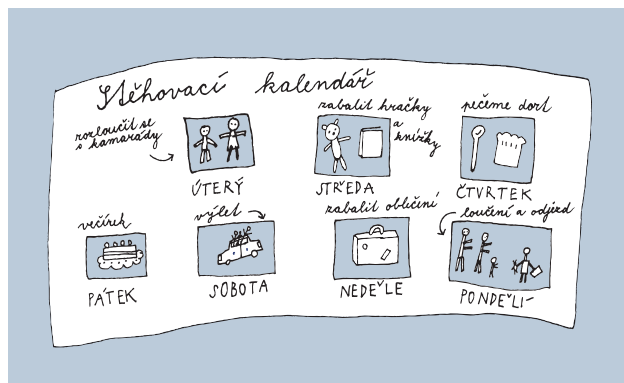 Stěhovací kalendář
rozloučit se
s kamarády
ÚTERÝ
zabalit hračky
a
knížky
STŘEDA
pečeme dort
ČTVRTEK
večírek
PÁTEK
výlet
SOBOTA
zabalit oblečení
NEDĚLE
loučení a odjezd
PONDĚLÍ